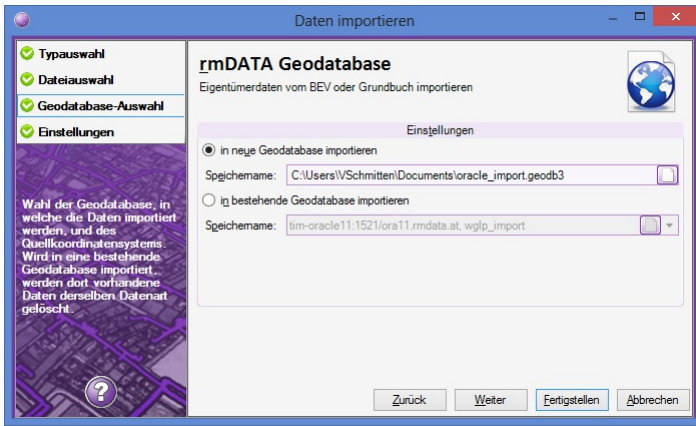 Daten importieren
Typauswahl
Dateiauswahl
Geodatabase-Auswahl
Einstellungen
Wahl der Geodatabase, in
welche die Daten importiert
werden, und des
Quellkoordinatensystems.
Wird in eine bestehende
Geodatabase importiert,
werden dort vorhandene
Daten derselben Datenart
gelöscht.
?
rmDATA Geodatabase
Eigentümerdaten vom BEV oder Grundbuch importieren
Einstellungen
in neue Geodatabase importieren
Speichername: C:\Users\VSchmitten\Documents\oracle_import.geodb3
in bestehende Geodatabase importieren
Speichername: tim-oracle11:1521/ora11.rmdata.at, wglp_import
Zurück Weiter Fertigstellen Abbrechen